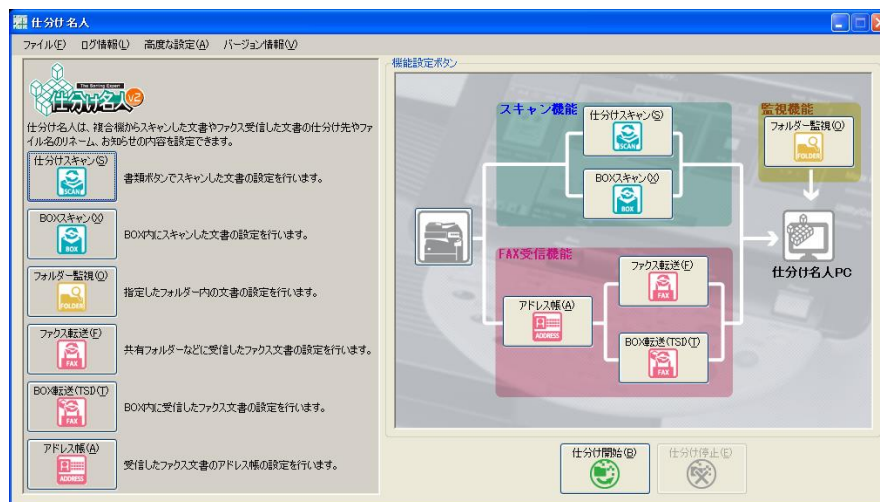 仕分け名人
ファイル(F) ログ情報(L) 高度な設定(A) バージョン情報(V)
The Sorting Expert
仕分け名人 V2
仕分け名人は、複合機からスキャンした文書やファクス受信した文書の仕分け先やファ
イル名のリネーム、お知らせの内容を設定できます。
仕分けスキャン(S)
SCAN
書類ボタンでスキャンした文書の設定を行います。
BOXスキャン(X)
BOX
BOX内にスキャンした文書の設定を行います。
フォルダー監視(O)
FOLDER
指定したフォルダー内の文書の設定を行います。
ファクス転送(F)
FAX
共有フォルダーなどに受信したファクス文書の設定を行います。
BOX転送(TSD(T)
FAX
BOX内に受信したファクス文書の設定を行います。
アドレス帳(A)
ADDRESS
受信したファクス文書のアドレス帳の設定を行います。
機能設定ボタン
スキャン機能
仕分けスキャン(S)
SCAN
BOXスキャン(X)
BOX
監視機能
フォルダー監視(O)
FOLDER
仕分け名人PC
FAX受信機能
アドレス帳(A)
ADDRESS
ファクス転送(F)
FAX
BOX転送(TSD(T)
FAX
仕分け開始(B)
仕分け停止(E)